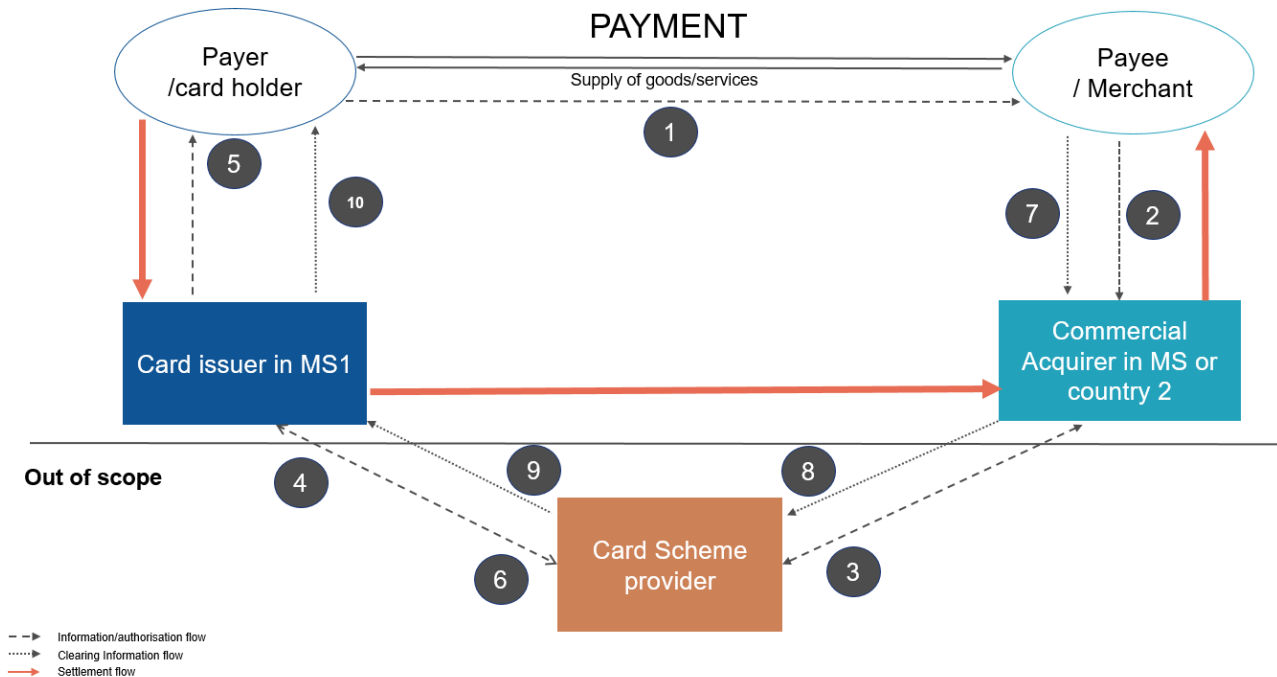 PAYMENT
Payer
/card holder
Payee
/ Merchant
Supply of goods/services
1
5
10
7
2
Card issuer in MS1
Commercial
Acquirer in MS or
country 2
Out of scope
4
9
8
6
3
Card Scheme
provider
Information/authorisation flow
Clearing Information flow
Settlement flow